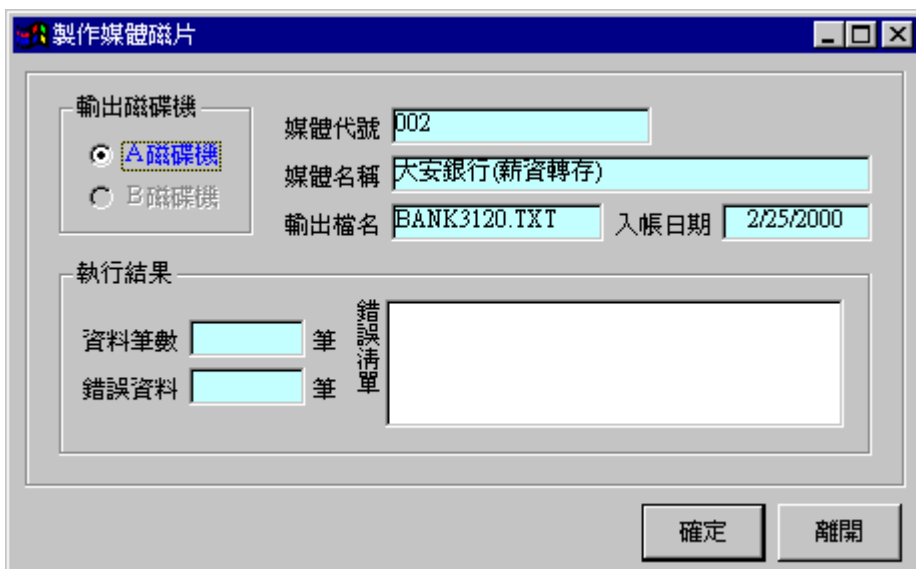 製作媒體磁片
輸出磁碟機
A磁碟機
B磁碟機
媒體代號 002
媒體名稱 大安銀行(薪資轉存)
輸出檔名 BANK3120.TXT 入帳日期 2/25/2000
執行結果
資料筆數 筆
錯誤資料 筆
錯誤清單
確定 離開